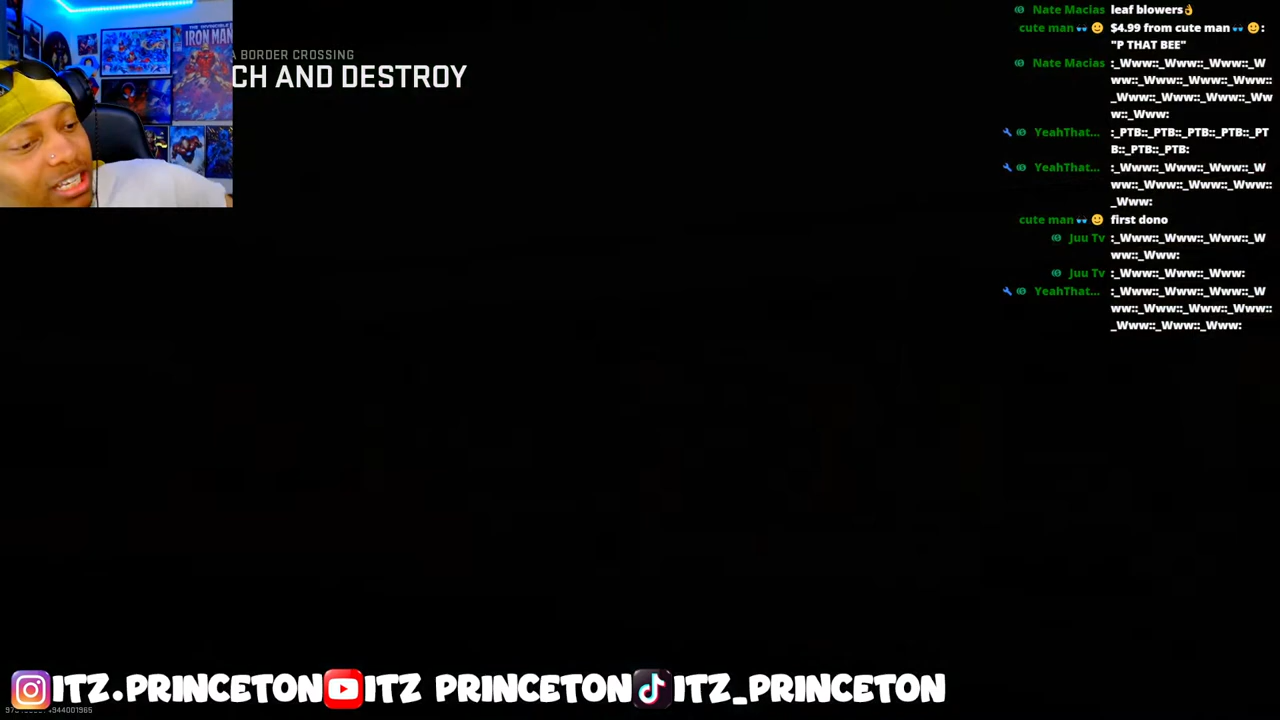 A BORDER CROSSING
CH AND DESTROY
IRON MAN
Nate Macias leaf blowers👌
cute man 🕶️ 🙂 $4.99 from cute man 🕶️ 🙂:
"P THAT BEE"
Nate Macias :_Www::_Www::_Www::_W
ww::_Www::_Www::_Www::
_Www::_Www::_Www::_Ww
w::_Www:
YeahThat... :_PTB::_PTB::_PTB::_PTB::_PT
B::_PTB::_PTB:
YeahThat... :_Www::_Www::_Www::_W
ww::_Www::_Www::_Www::
_Www:
cute man 🕶️ 🙂 first dono
Juu Tv :_Www::_Www::_Www::_W
ww::_Www:
Juu Tv :_Www::_Www::_Www:
YeahThat... :_Www::_Www::_Www::_W
ww::_Www::_Www::_Www::
_Www::_Www::_Www:
ITZ.PRINCETON ITZ PRINCETON ITZ_PRINCETON